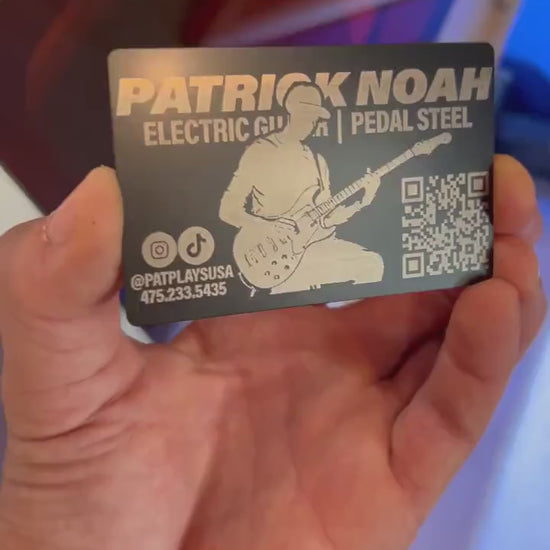 PATRICK NOAH
ELECTRIC | PEDAL STEEL
@PATPLAYSUSA
475.233.5435